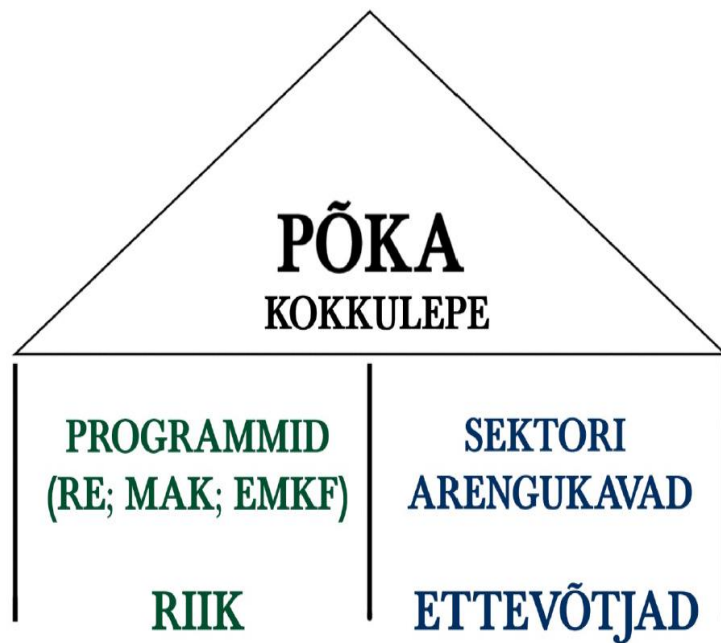 PÕKA
KOKKULEPE
PROGRAMMID
(RE; MAK; EMKF)
RIIK
SEKTORI
ARENGUKAVAD
ETTEVÕTJAD